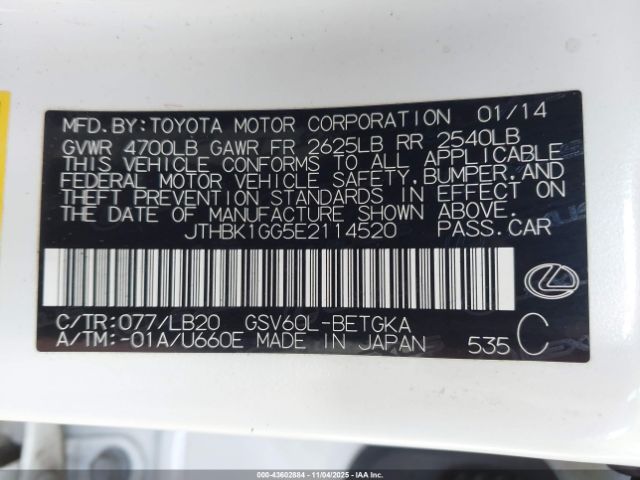 MFD.BY:TOYOTA MOTOR CORPORATION 01/14
GVWR 4700LB GAWR FR 2625LB RR 2540LB
THIS VEHICLE CONFORMS TO ALL APPLICABLE
FEDERAL MOTOR VEHICLE SAFETY,BUMPER,AND
THEFT PREVENTION STANDARDS IN EFFECT ON
THE DATE OF MANUFACTURE SHOWN ABOVE.
JTHBK1GG5E2114520 PASS.CAR
C/TR:077/LB20 GSV60L-BETGKA
A/TM:-01A/U660E MADE IN JAPAN 535 C
000-43602884 | 11/04/2025 | IAAI.CA